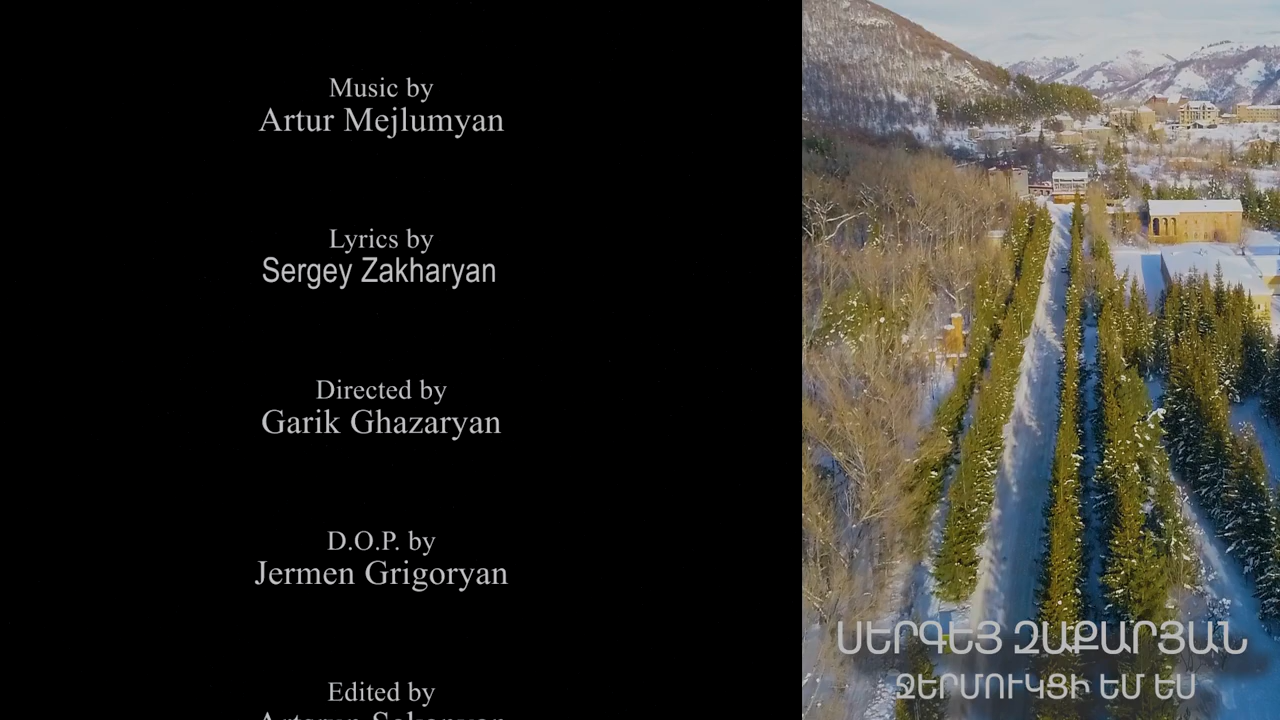 Music by
Artur Mejlumyan
Lyrics by
Sergey Zakharyan
Directed by
Garik Ghazaryan
D.O.P. by
Jermen Grigoryan
Edited by
ՍԵՐԳԵՅ ԶԱՔԱՐՅԱՆ
ՋԵՐՄՈՒԿՑԻ ԵՄ ԵՍ